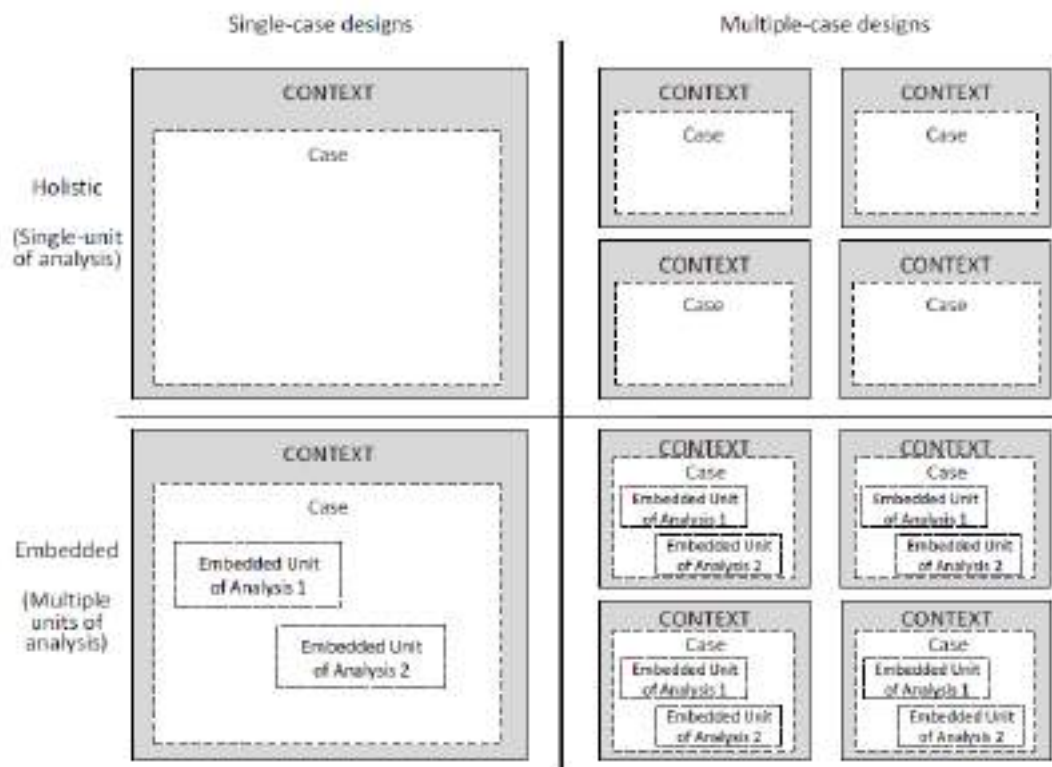 Single-case designs
Multiple-case designs
Holistic
(Single-unit
of analysis)
CONTEXT
Case
CONTEXT
Case
CONTEXT
Case
CONTEXT
Case
CONTEXT
Case
Embedded
(Multiple
units of
analysis)
CONTEXT
Case
Embedded Unit
of Analysis 1
Embedded Unit
of Analysis 2
CONTEXT
Case
Embedded Unit
of Analysis 1
Embedded Unit
of Analysis 2
CONTEXT
Case
Embedded Unit
of Analysis 1
Embedded Unit
of Analysis 2
CONTEXT
Case
Embedded Unit
of Analysis 1
Embedded Unit
of Analysis 2
CONTEXT
Case
Embedded Unit
of Analysis 1
Embedded Unit
of Analysis 2